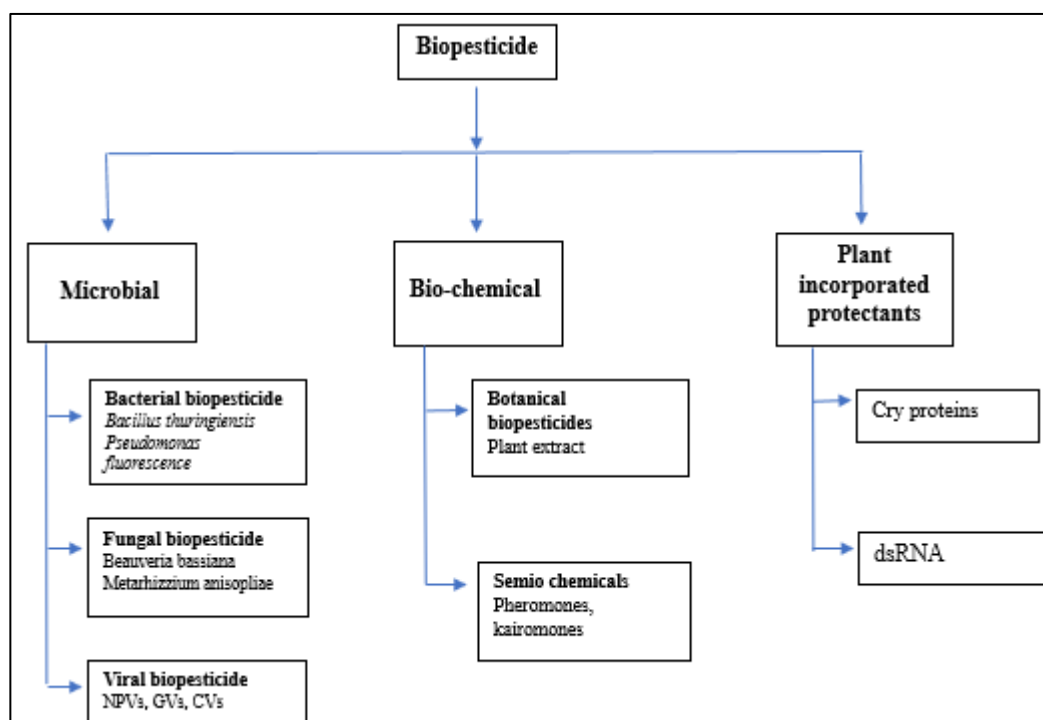 Biopesticide
Microbial
Bio-chemical
Plant
incorporated
protectants
Bacterial biopesticide
Bacillus thuringiensis
Pseudomonas
fluorescence
Fungal biopesticide
Beauveria bassiana
Metarhizzium anisopliae
Viral biopesticide
NPVs, GVs, CVs
Botanical
biopesticides
Plant extract
Semio chemicals
Pheromones,
kairomones
Cry proteins
dsRNA